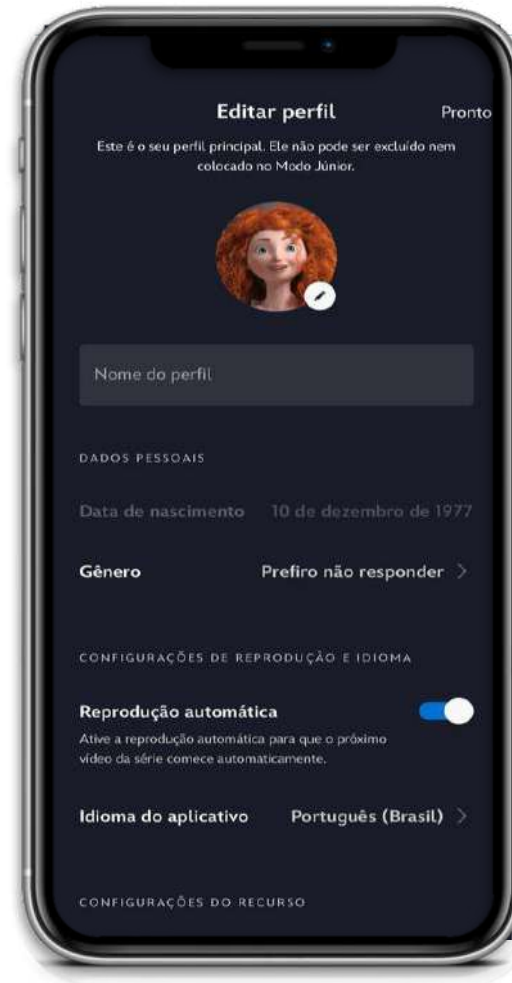 Editar perfil
Pronto
Este é o seu perfil principal. Ele não pode ser excluído nem
colocado no Modo Júnior.
Nome do perfil
DADOS PESSOAIS
Data de nascimento 10 de dezembro de 1977
Gênero Prefiro não responder
CONFIGURAÇÕES DE REPRODUÇÃO E IDIOMA
Reprodução automática
Ative a reprodução automática para que o próximo
vídeo da série comece automaticamente.
Idioma do aplicativo Português (Brasil)
CONFIGURAÇÕES DO RECURSO